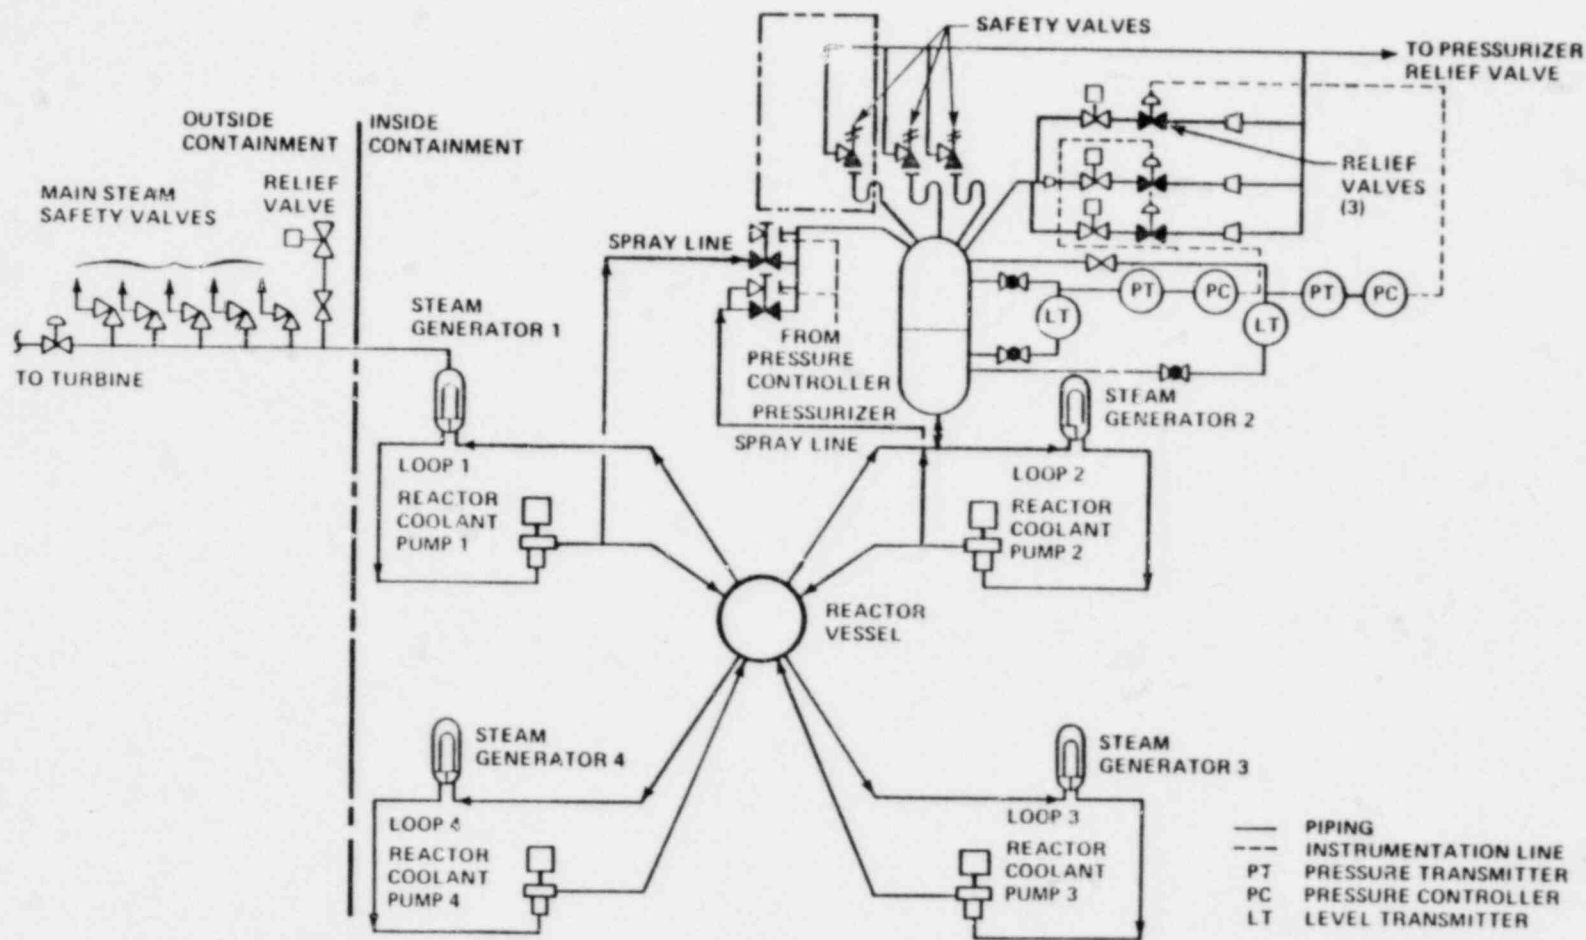 SAFETY VALVES
TO PRESSURIZER
RELIEF VALVE
OUTSIDE
CONTAINMENT
INSIDE
CONTAINMENT
RELIEF
VALVE
MAIN STEAM
SAFETY VALVES
RELIEF
VALVES
(3)
SPRAY LINE
STEAM
GENERATOR 1
PT
PC
PT
PC
LT
LT
FROM
PRESSURE
CONTROLLER
TO TURBINE
PRESSURIZER
SPRAY LINE
STEAM
GENERATOR 2
LOOP 1
LOOP 2
REACTOR
COOLANT
PUMP 1
REACTOR
COOLANT
PUMP 2
REACTOR
VESSEL
STEAM
GENERATOR 4
STEAM
GENERATOR 3
LOOP 4
LOOP 3
REACTOR
COOLANT
PUMP 4
REACTOR
COOLANT
PUMP 3
PIPING
INSTRUMENTATION LINE
PT PRESSURE TRANSMITTER
PC PRESSURE CONTROLLER
LT LEVEL TRANSMITTER